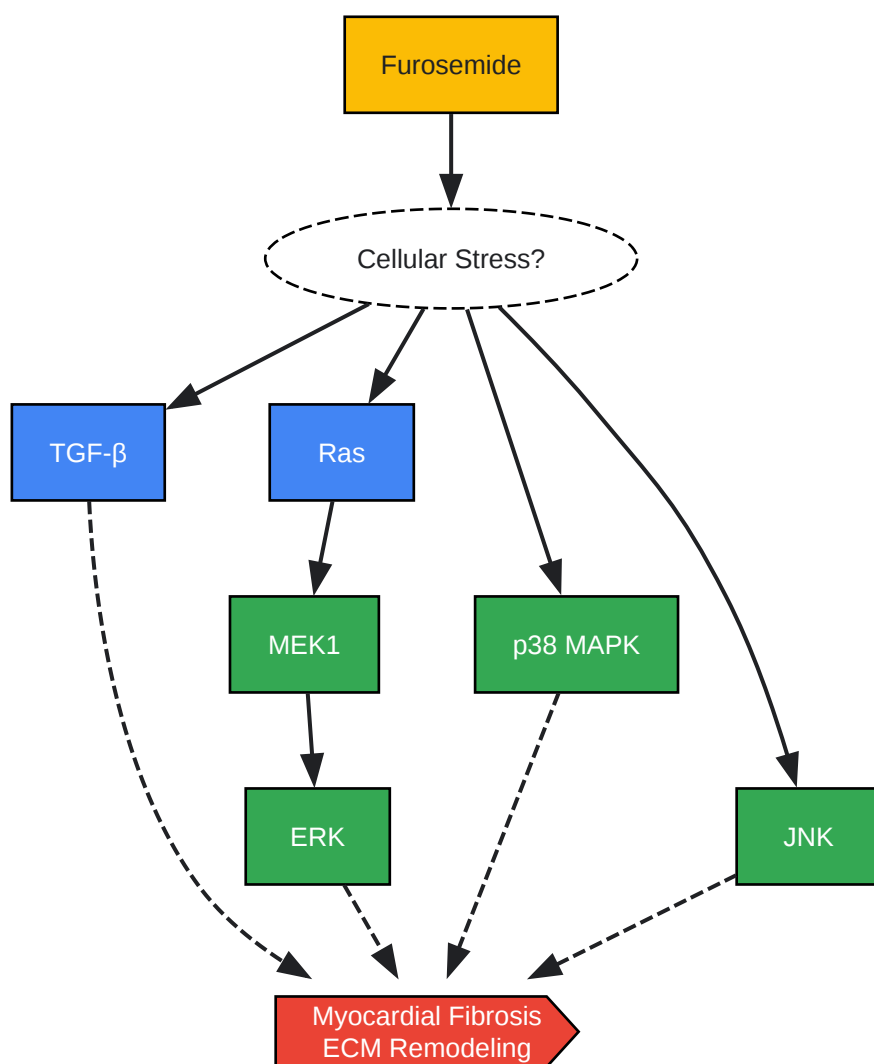 Furosemide
Cellular Stress?
TGF-β
Ras
MEK1
p38 MAPK
ERK
JNK
Myocardial Fibrosis
ECM Remodeling